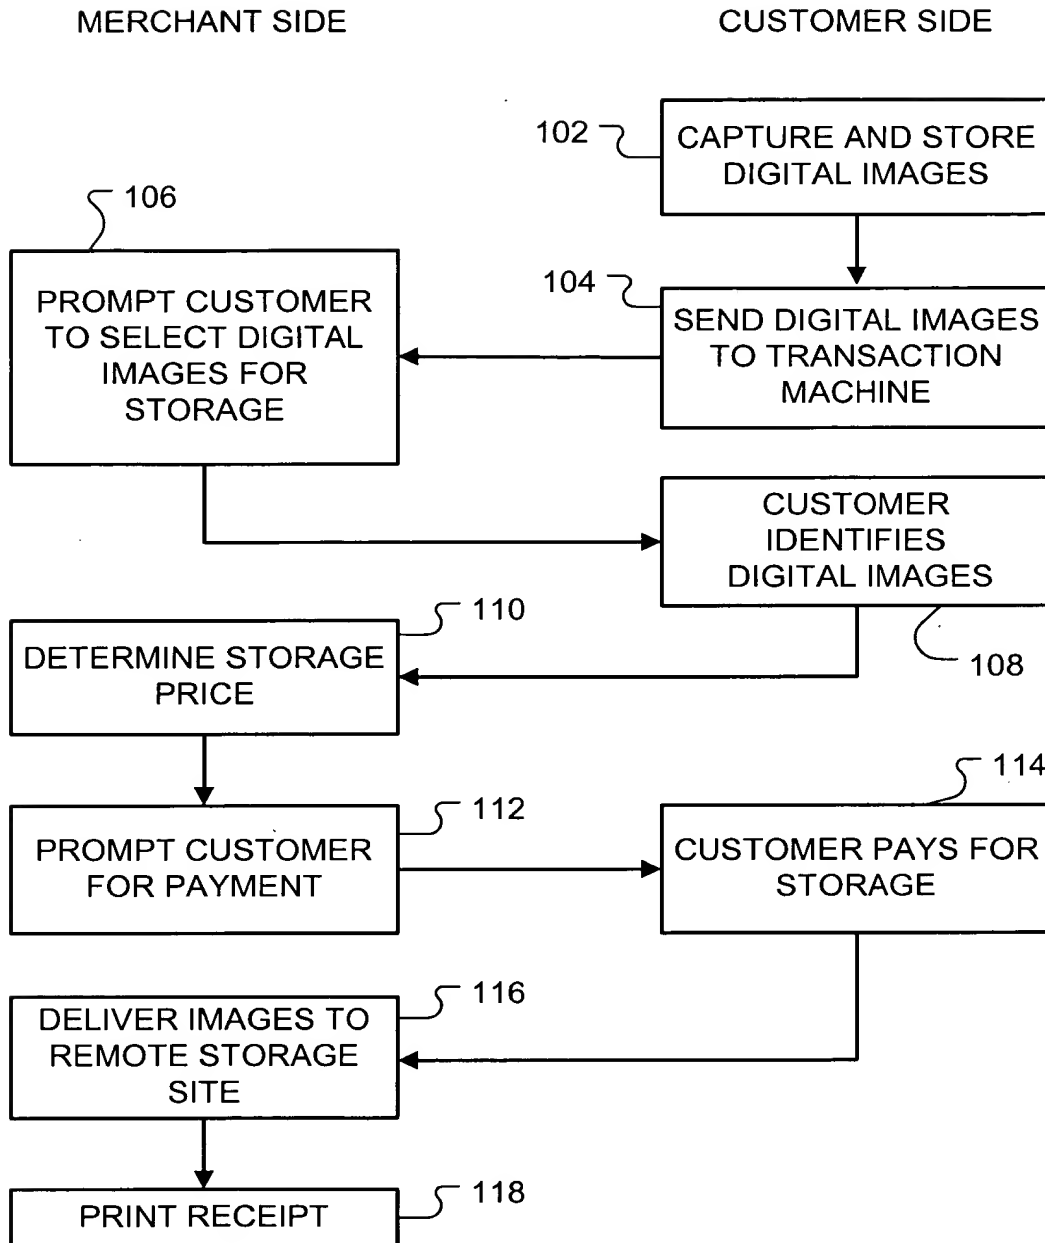 MERCHANT SIDE
CUSTOMER SIDE
102
CAPTURE AND STORE
DIGITAL IMAGES
106
104
PROMPT CUSTOMER
TO SELECT DIGITAL
IMAGES FOR
STORAGE
SEND DIGITAL IMAGES
TO TRANSACTION
MACHINE
CUSTOMER
IDENTIFIES
DIGITAL IMAGES
108
110
DETERMINE STORAGE
PRICE
112
PROMPT CUSTOMER
FOR PAYMENT
114
CUSTOMER PAYS FOR
STORAGE
116
DELIVER IMAGES TO
REMOTE STORAGE
SITE
118
PRINT RECEIPT